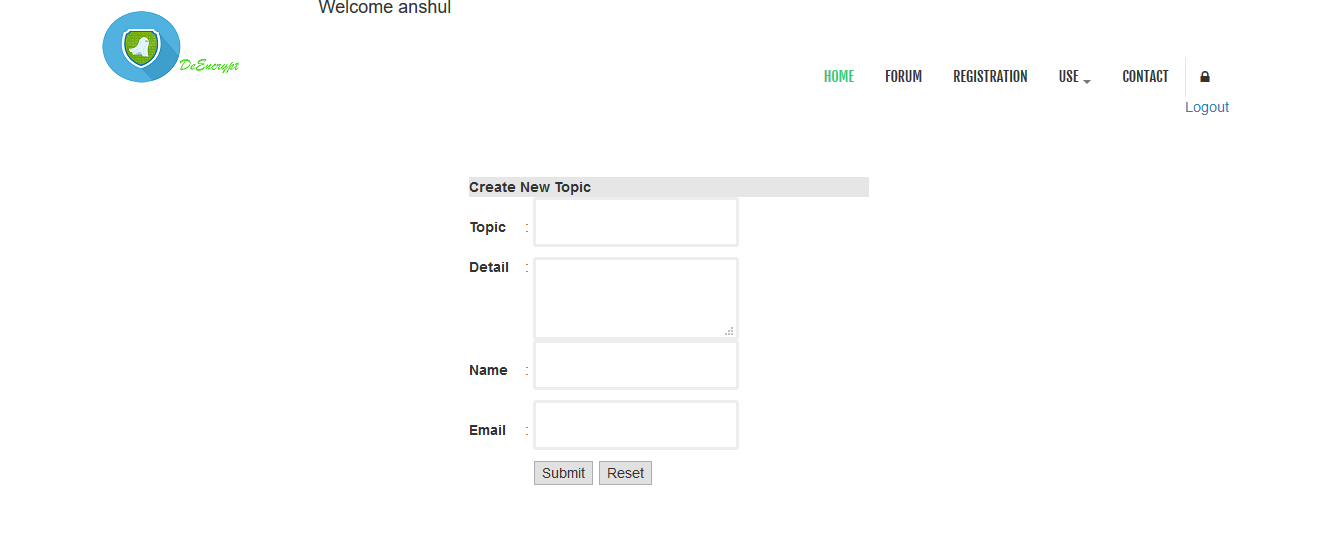 Welcome anshul
DeEncrypt
HOME FORUM REGISTRATION USE CONTACT
Logout
Create New Topic
Topic :
Detail :
Name :
Email :
Submit Reset